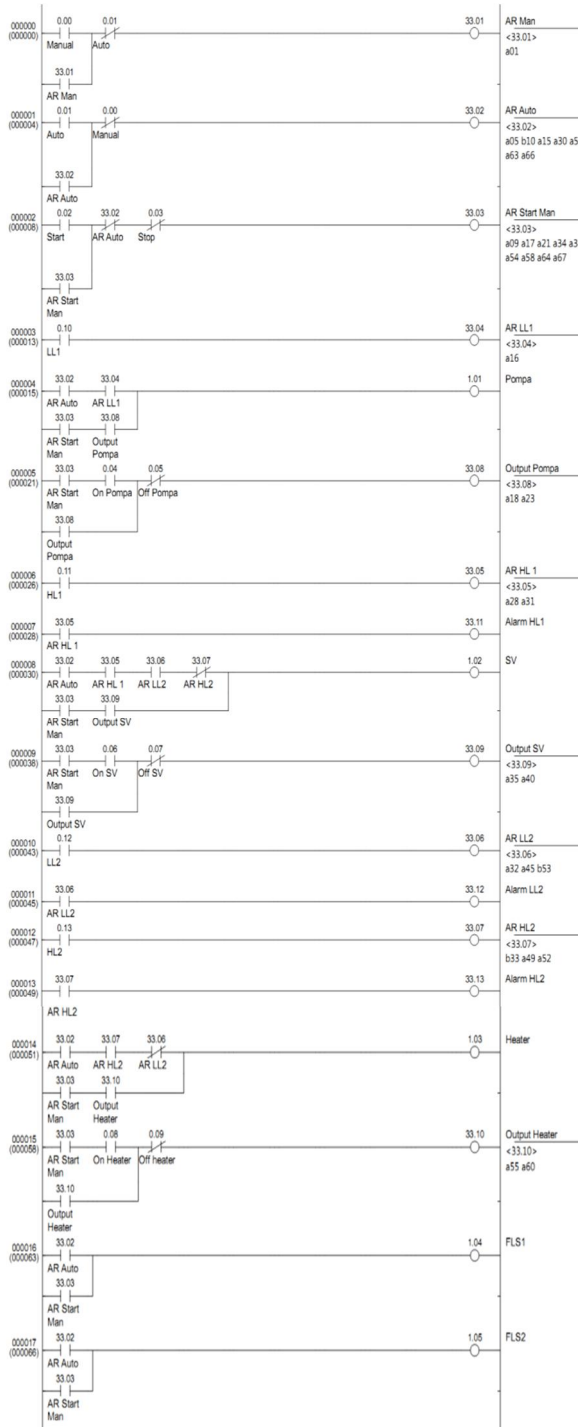 000000
(000000)
0.00
0.01
33.01
AR Man
Manual
Auto
<33.01>
a01
33.01
AR Man
000001
(000004)
0.01
0.00
33.02
AR Auto
Auto
Manual
<33.02>
a05 b10 a15 a30 a5
a63 a66
33.02
AR Auto
000002
(000008)
0.02
33.02
0.03
33.03
AR Start Man
Start
AR Auto
Stop
<33.03>
a09 a17 a21 a34 a3
a54 a58 a64 a67
33.03
AR Start
Man
000003
(000013)
0.10
33.04
AR LL1
LL1
<33.04>
a16
000004
(000015)
33.02
33.04
1.01
Pompa
AR Auto
AR LL1
33.03
33.08
AR Start
Man
Output
Pompa
000005
(000021)
33.03
0.04
0.05
33.08
Output Pompa
AR Start
Man
On Pompa
Off Pompa
<33.08>
a18 a23
33.08
Output
Pompa
000006
(000026)
0.11
33.05
AR HL 1
HL1
<33.05>
a28 a31
000007
(000028)
33.05
33.11
Alarm HL1
AR HL 1
000008
(000030)
33.02
33.05
33.06
33.07
1.02
SV
AR Auto
AR HL 1
AR LL2
AR HL2
33.03
33.09
AR Start
Man
Output SV
000009
(000038)
33.03
0.06
0.07
33.09
Output SV
AR Start
Man
On SV
Off SV
<33.09>
a35 a40
33.09
Output SV
000010
(000043)
0.12
33.06
AR LL2
LL2
<33.06>
a32 a45 b53
000011
(000045)
33.06
33.12
Alarm LL2
AR LL2
000012
(000047)
0.13
33.07
AR HL2
HL2
<33.07>
b33 a49 a52
000013
(000049)
33.07
33.13
Alarm HL2
AR HL2
000014
(000051)
33.02
33.07
33.06
1.03
Heater
AR Auto
AR HL2
AR LL2
33.03
33.10
AR Start
Man
Output
Heater
000015
(000058)
33.03
0.08
0.09
33.10
Output Heater
AR Start
Man
On Heater
Off heater
<33.10>
a55 a60
33.10
Output
Heater
000016
(000063)
33.02
1.04
FLS1
AR Auto
33.03
AR Start
Man
000017
(000066)
33.02
1.05
FLS2
AR Auto
33.03
AR Start
Man